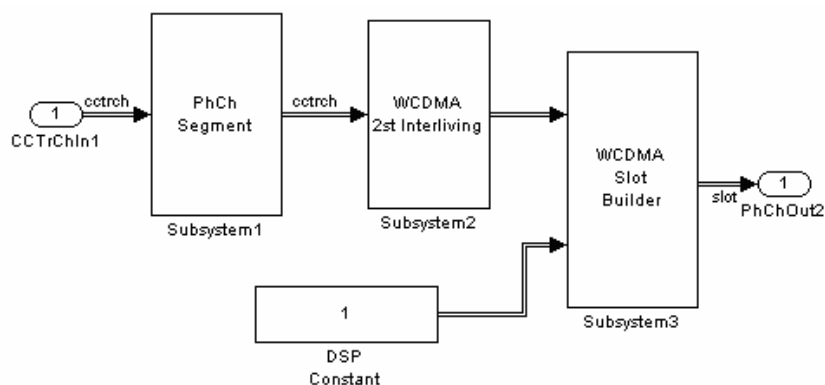 1
CCTrChIn1
cctrch
PhCh
Segment
Subsystem1
cctrch
WCDMA
2st Interliving
Subsystem2
WCDMA
Slot
Builder
Subsystem3
slot
1
PhChOut2
1
DSP
Constant